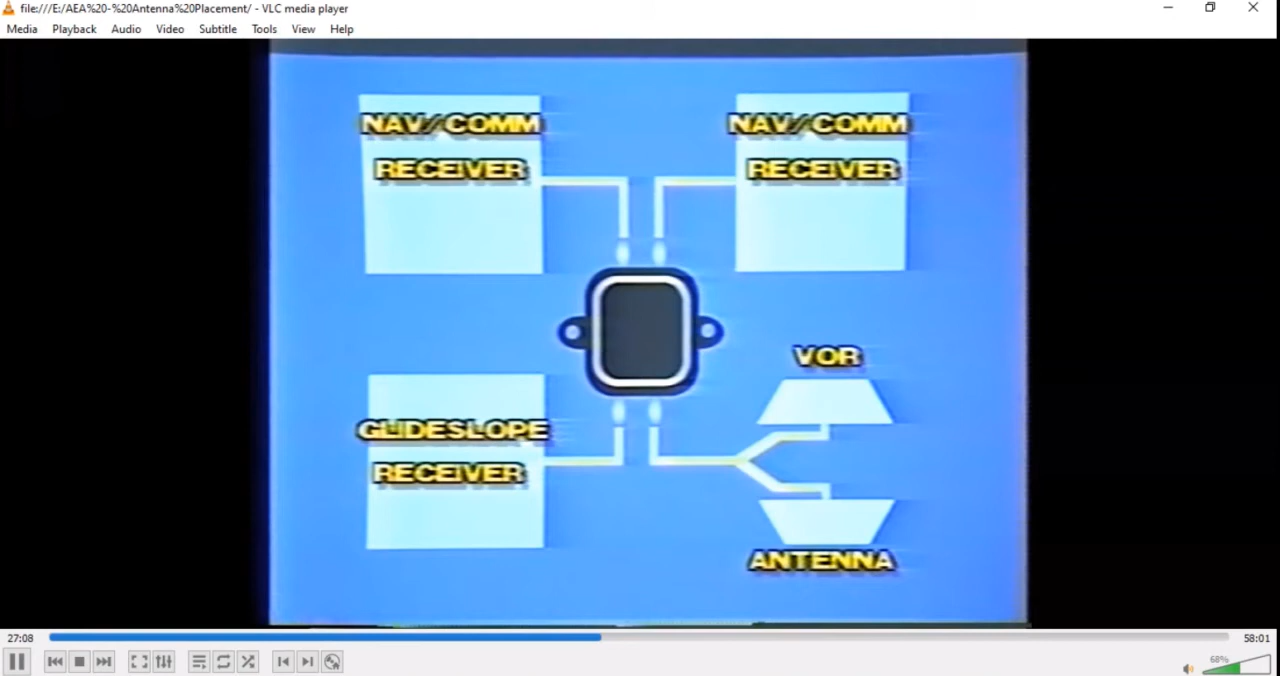 file:///E:/AEA%20-%20Antenna%20Placement/ - VLC media player
Media Playback Audio Video Subtitle Tools View Help
NAV/COMM
RECEIVER
NAV/COMM
RECEIVER
VOR
GLIDESLOPE
RECEIVER
ANTENNA
27:08
58:01
68%